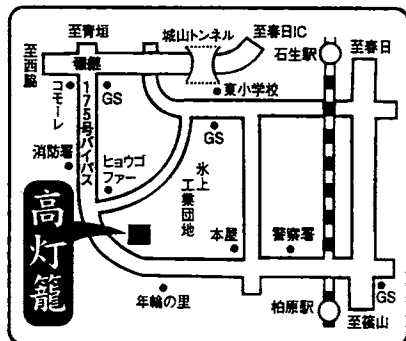 至青垣
城山トンネル
至春日IC
石生駅
至春日
至西脇
稲継
コモーレ
GS
175号バイパス
東小学校
GS
消防署
ヒョウゴ
ファー
氷上
工業団地
高灯籠
本屋
警察署
年輪の里
柏原駅
GS
至篠山